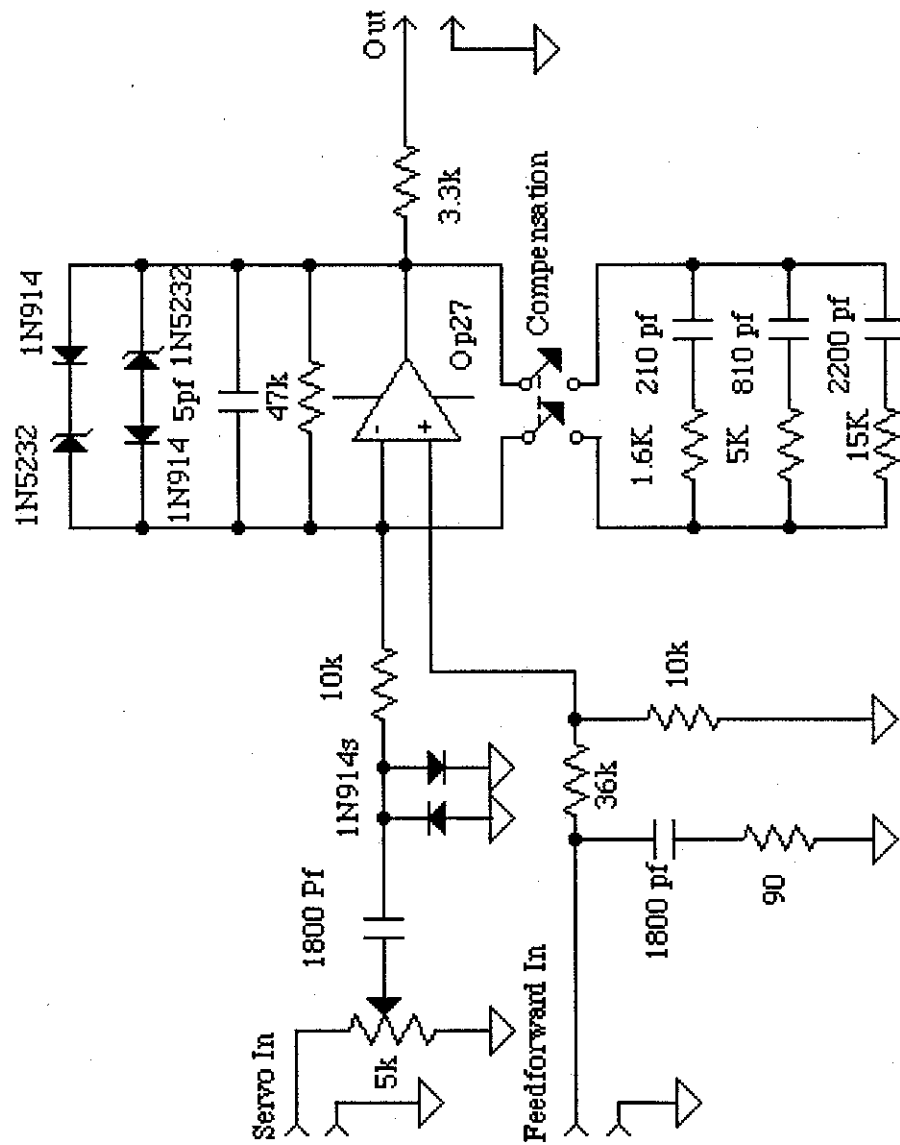 1N5232
1N914
1N914
5pf
1N5232
47k
Op27
-
+
3.3k
Out
Compensation
1.6K
210 pf
5K
810 pf
15K
2200 pf
10k
1N914s
1800 Pf
Servo In
5k
Feedforward In
36k
10k
1800 pf
90